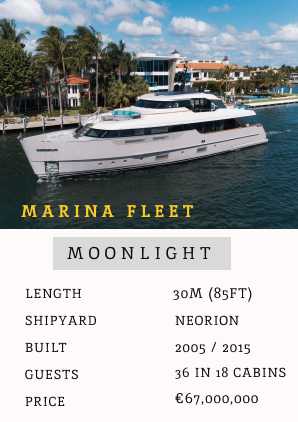 MARINA FLEET
MOONLIGHT
LENGTH 30M (85FT)
SHIPYARD NEORION
BUILT 2005 / 2015
GUESTS 36 IN 18 CABINS
PRICE €67,000,000